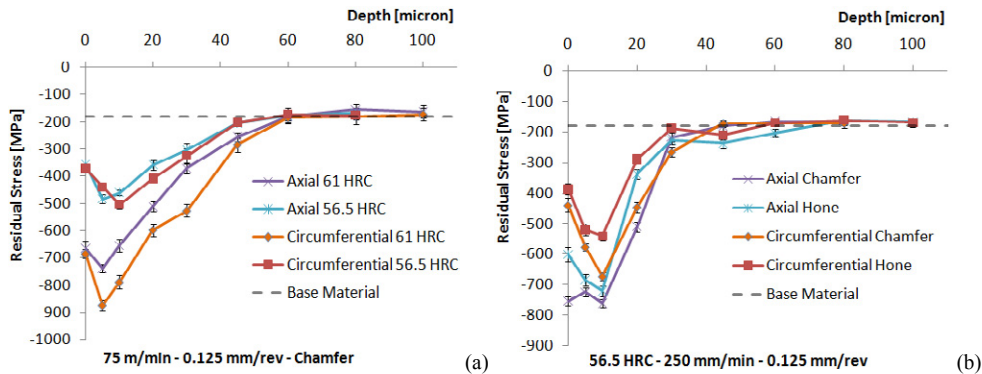 Depth [micron]
0 20 40 60 80 100
0
-100
-200
-300
-400
-500
-600
-700
-800
-900
-1000
Residual Stress [MPa]
Axial 61 HRC
Axial 56.5 HRC
Circumferential 61 HRC
Circumferential 56.5 HRC
Base Material
75 m/min - 0.125 mm/rev - Chamfer
(a)
Depth [micron]
0 20 40 60 80 100
0
-100
-200
-300
-400
-500
-600
-700
-800
-900
Residual Stress [MPa]
Axial Chamfer
Axial Hone
Circumferential Chamfer
Circumferential Hone
Base Material
56.5 HRC - 250 mm/min - 0.125 mm/rev
(b)